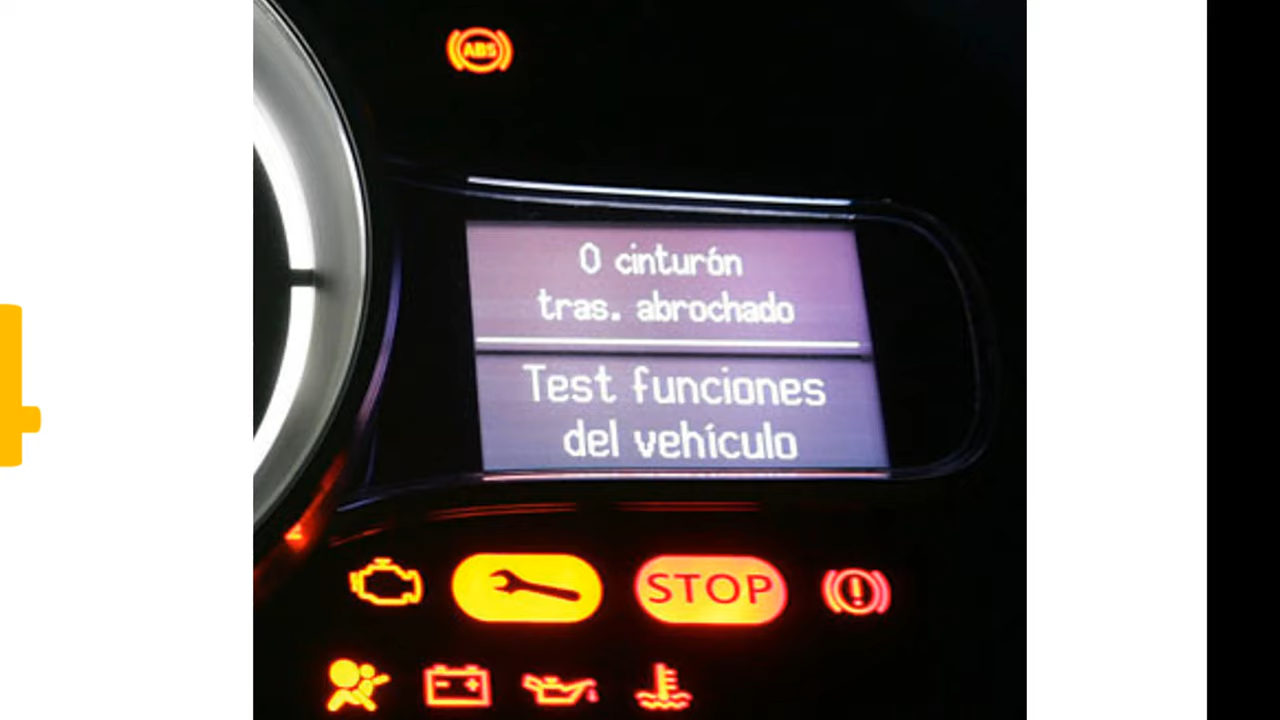 ABS
0 cinturón
tras. abrochado
Test funciones
del vehículo
STOP